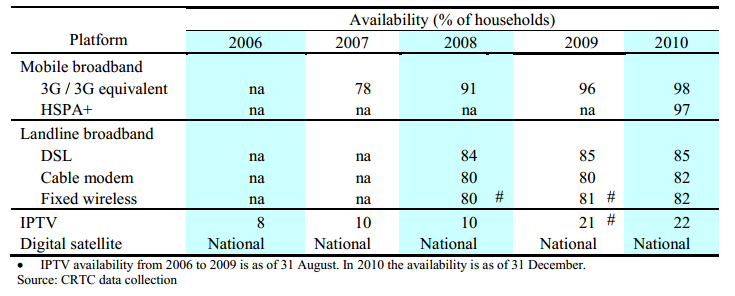 Availability (% of households)
Platform 2006 2007 2008 2009 2010
Mobile broadband
3G / 3G equivalent na 78 91 96 98
HSPA+ na na na na 97
Landline broadband
DSL na na 84 85 85
Cable modem na na 80 80 82
Fixed wireless na na 80 # 81 # 82
IPTV 8 10 10 21 # 22
Digital satellite National National National National National
• IPTV availability from 2006 to 2009 is as of 31 August. In 2010 the availability is as of 31 December.
Source: CRTC data collection